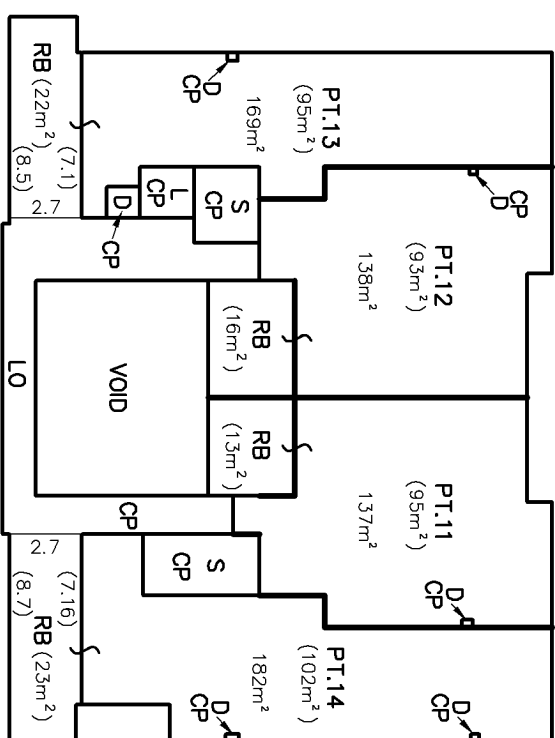 RB (22m²)
(7.1)
(8.5)
2.7
D
CP
PT.13
(95m²)
169m²
L
CP
S
CP
D
CP
CP
D
PT.12
(93m²)
138m²
RB
(16m²)
VOID
LO
RB
(13m²)
PT.11
(95m²)
137m²
D
CP
CP
S
CP
2.7
(7.16)
(8.7)
RB (23m²)
PT.14
(102m²)
182m²
D
CP
D
CP